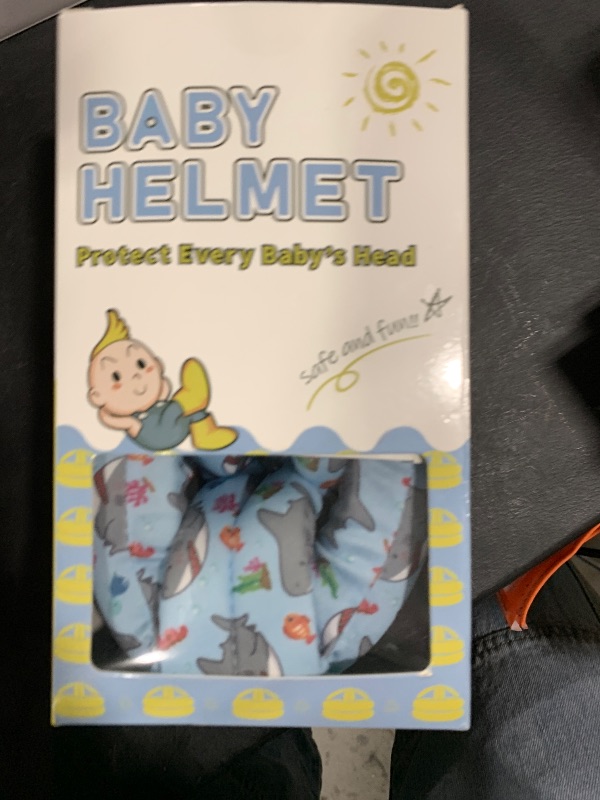 BABY
HELMET
Protect Every Baby's Head
safe and fun!!